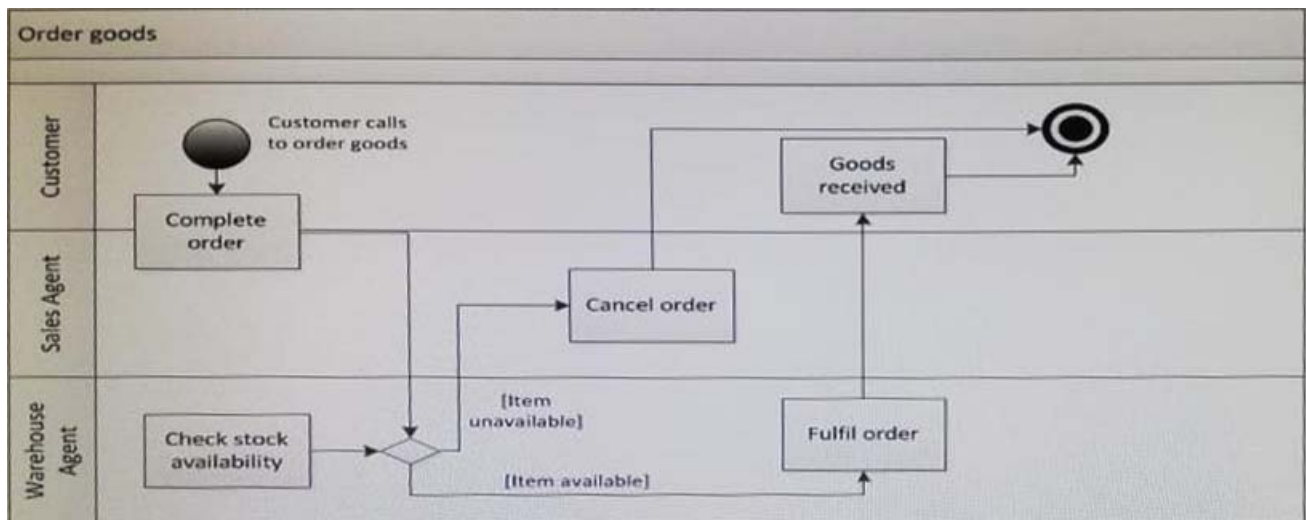 Order goods
Customer
Customer calls
to order goods
Complete
order
Goods
received
Sales Agent
Cancel order
Warehouse
Agent
Check stock
availability
[Item
unavailable]
[Item available]
Fulfil order